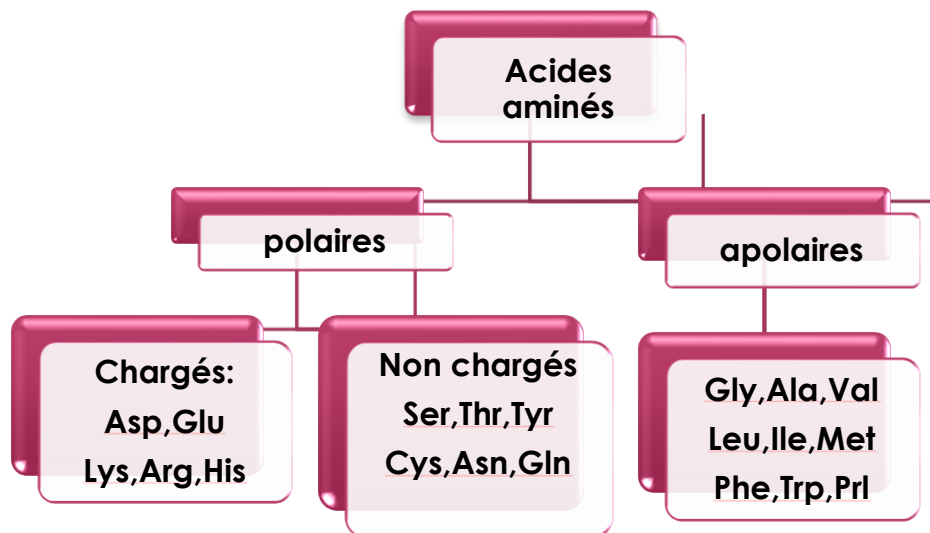 Acides
aminés
polaires
apolaires
Chargés:
Asp,Glu
Lys,Arg,His
Non chargés
Ser,Thr,Tyr
Cys,Asn,Gln
Gly,Ala,Val
Leu,Ile,Met
Phe,Trp,Prl